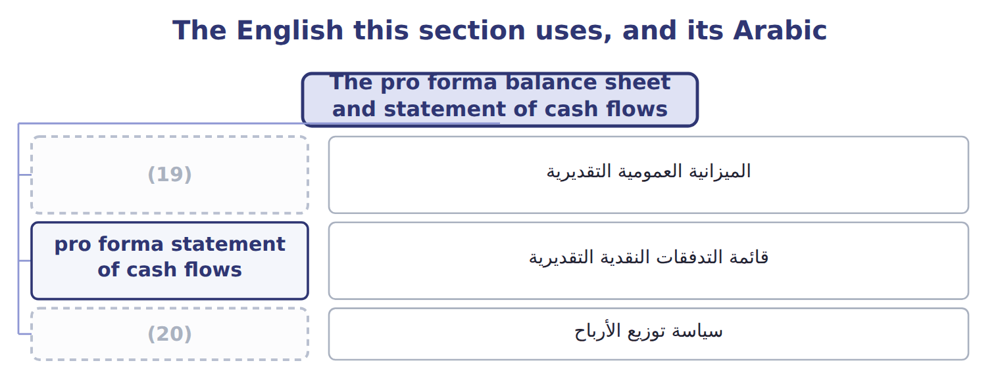 The English this section uses, and its Arabic
The pro forma balance sheet
and statement of cash flows
(19)
الميزانية العمومية التقديرية
pro forma statement
of cash flows
قائمة التدفقات النقدية التقديرية
(20)
سياسة توزيع الأرباح